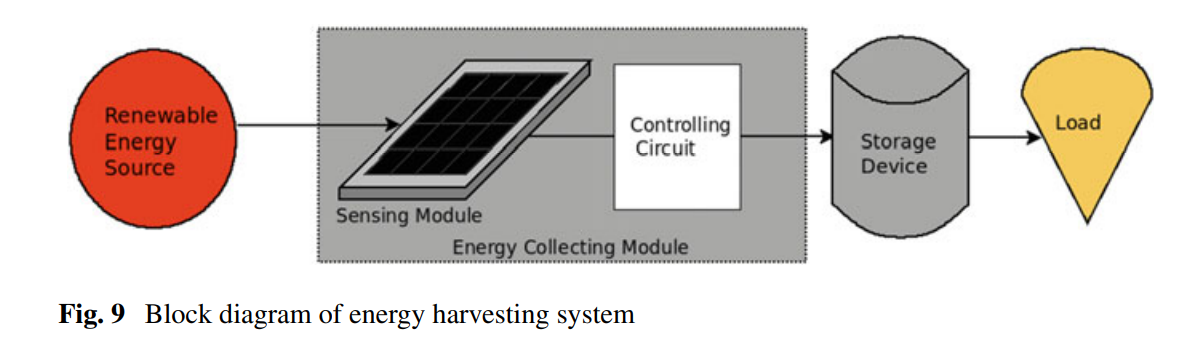 Renewable
Energy
Source
Sensing Module
Controlling
Circuit
Energy Collecting Module
Storage
Device
Load
Fig. 9 Block diagram of energy harvesting system